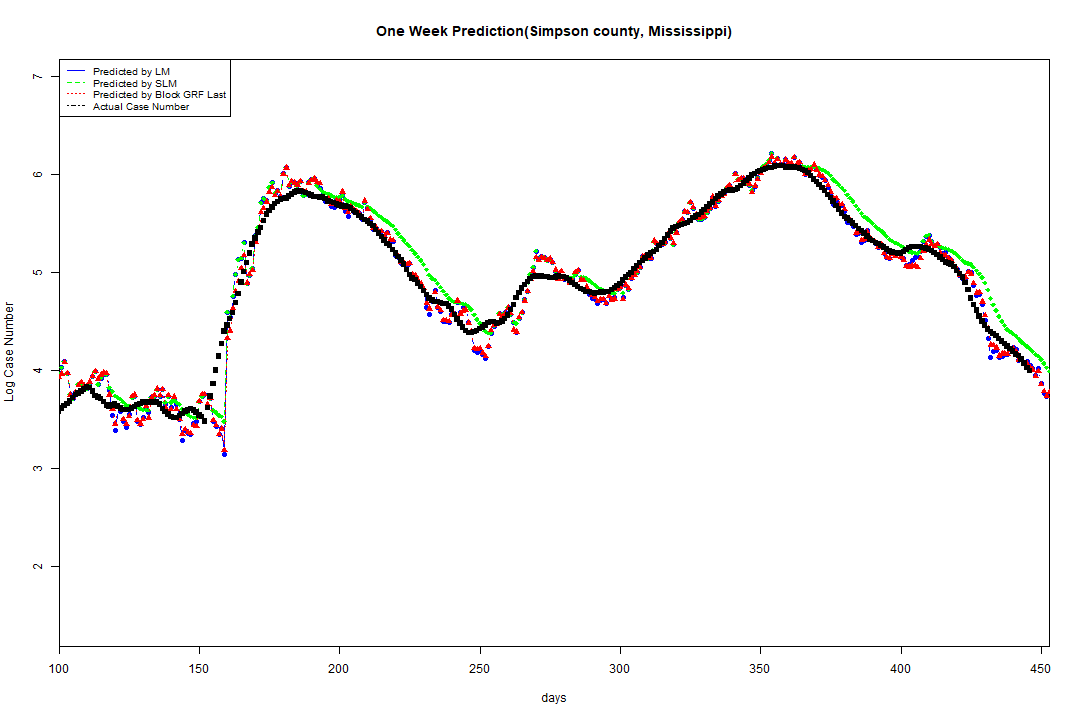 One Week Prediction(Simpson county, Mississippi)
Predicted by LM
Predicted by SLM
Predicted by Block GRF Last
Actual Case Number
7
6
5
4
3
2
Log Case Number
100 150 200 250 300 350 400 450
days